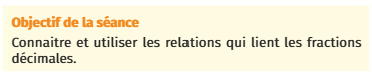 Objectif de la séance
Connaitre et utiliser les relations qui lient les fractions
décimales.